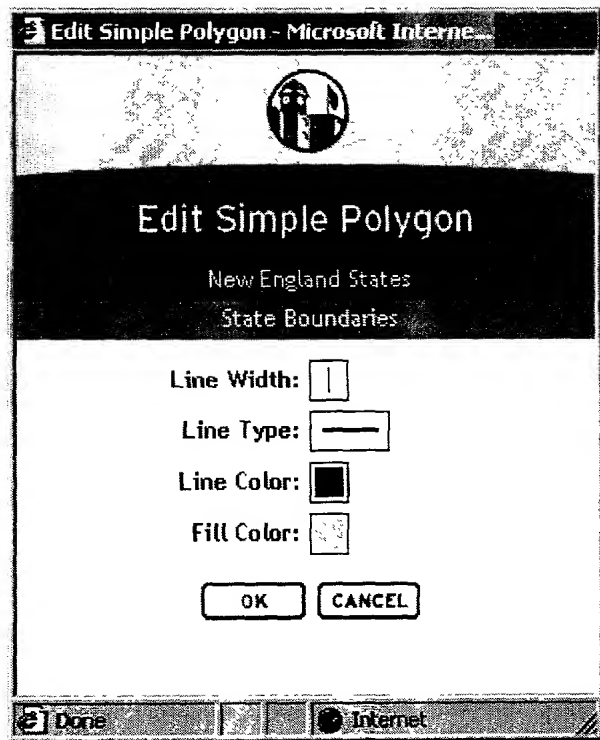 Edit Simple Polygon - Microsoft Interne...
Edit Simple Polygon
New England States
State Boundaries
Line Width:
Line Type:
Line Color:
Fill Color:
OK CANCEL
Done Internet